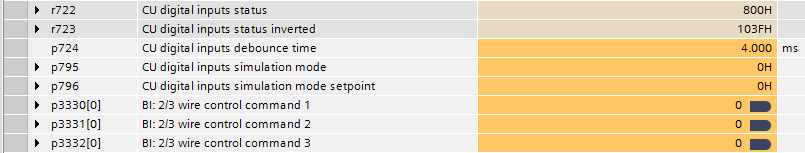 r722 CU digital inputs status 800H
r723 CU digital inputs status inverted 103FH
p724 CU digital inputs debounce time 4.000 ms
p795 CU digital inputs simulation mode 0H
p796 CU digital inputs simulation mode setpoint 0H
p3330[0] BI: 2/3 wire control command 1 0
p3331[0] BI: 2/3 wire control command 2 0
p3332[0] BI: 2/3 wire control command 3 0